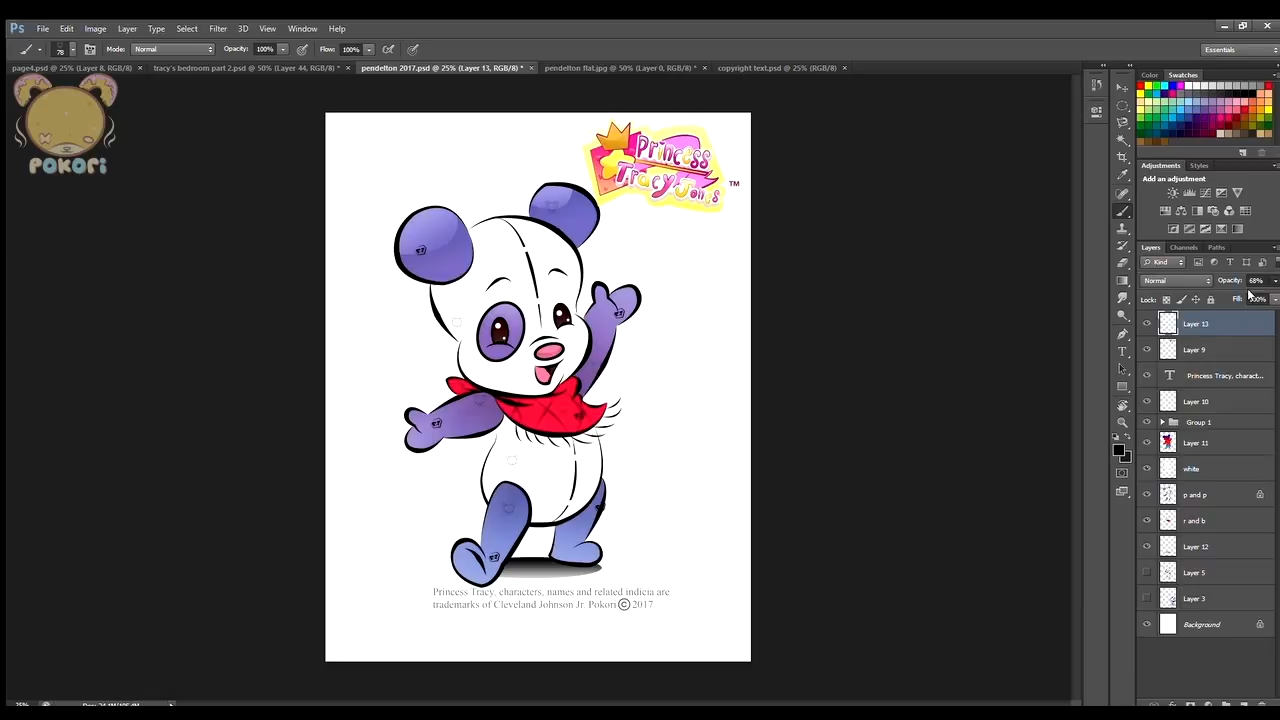 Ps File Edit Image Layer Type Select Filter 3D View Window Help
78 Mode: Normal Opacity: 100% Flow: 100% Essentials
page4.psd @ 25% (Layer 8, RGB/8) × tracy's bedroom part 2.psd @ 50% (Layer 44, RGB/8) * × pendelton 2017.psd @ 25% (Layer 13, RGB/8) * × pendelton flat.jpg @ 50% (Layer 0, RGB/8) * × copyright text.psd @ 25% (RGB/8) ×
POKORI
Princess
Tracy Jones
TM
Princess Tracy, characters, names and related indicia are
trademarks of Cleveland Johnson Jr. Pokori © 2017
Color Swatches
Adjustments Styles
Add an adjustment
Layers Channels Paths
Kind
Normal Opacity: 68%
Lock: Fill:
Layer 13
Layer 9
T Princess Tracy, charact...
Layer 10
Group 1
Layer 11
white
p and p
r and b
Layer 12
Layer 5
Layer 3
Background
25%